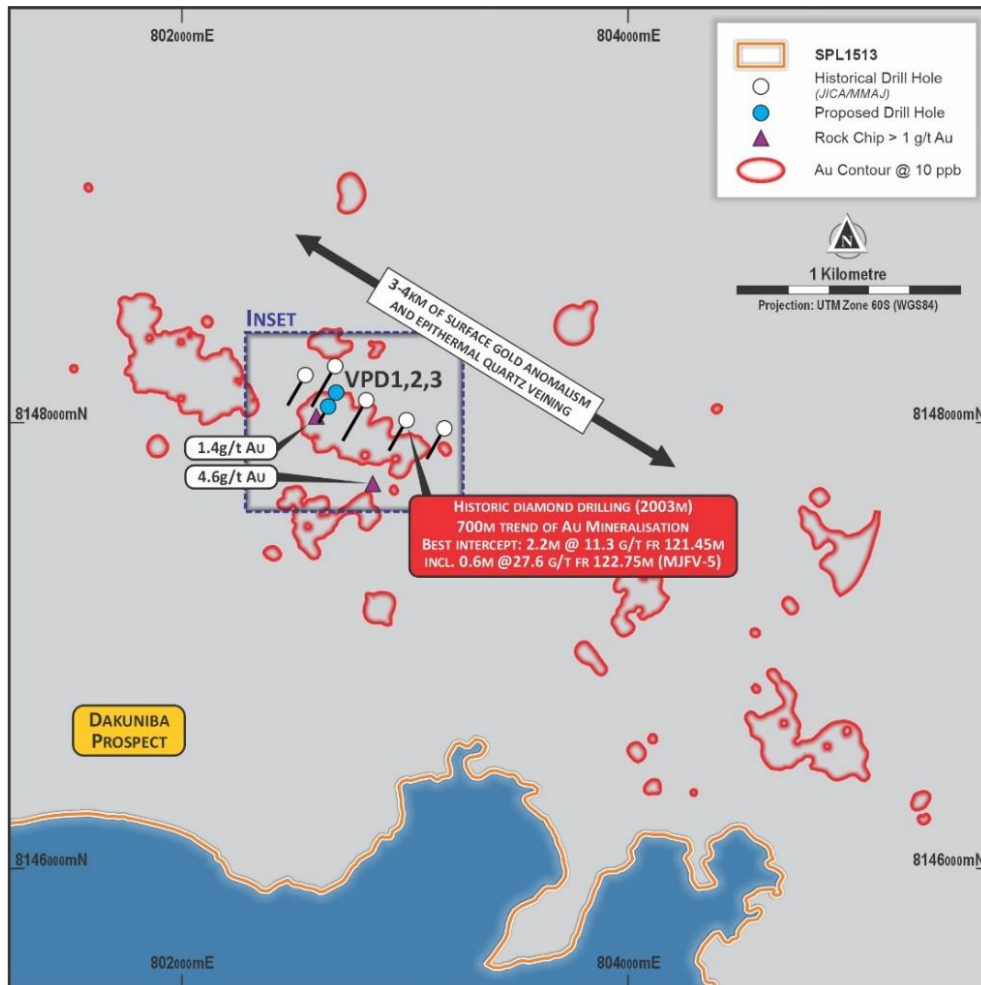 802000mE
804000mE
SPL1513
Historical Drill Hole
(JICA/MMAJ)
Proposed Drill Hole
Rock Chip > 1 g/t Au
Au Contour @ 10 ppb
N
1 Kilometre
Projection: UTM Zone 60S (WGS84)
3-4KM OF SURFACE GOLD ANOMALISM
AND EPITHERMAL QUARTZ VEINING
INSET
VPD1,2,3
8148000mN
8148000mN
1.4G/T AU
4.6G/T AU
HISTORIC DIAMOND DRILLING (2003M)
700M TREND OF AU MINERALISATION
BEST INTERCEPT: 2.2M @ 11.3 G/T FR 121.45M
INCL. 0.6M @27.6 G/T FR 122.75M (MJFV-5)
DAKUNIBA
PROSPECT
8146000mN
8146000mN
802000mE
804000mE